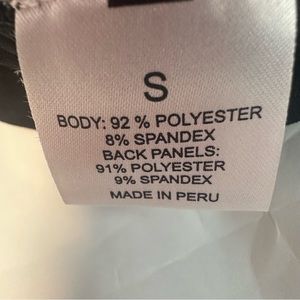 S
BODY: 92 % POLYESTER
8% SPANDEX
BACK PANELS:
91% POLYESTER
9% SPANDEX
MADE IN PERU